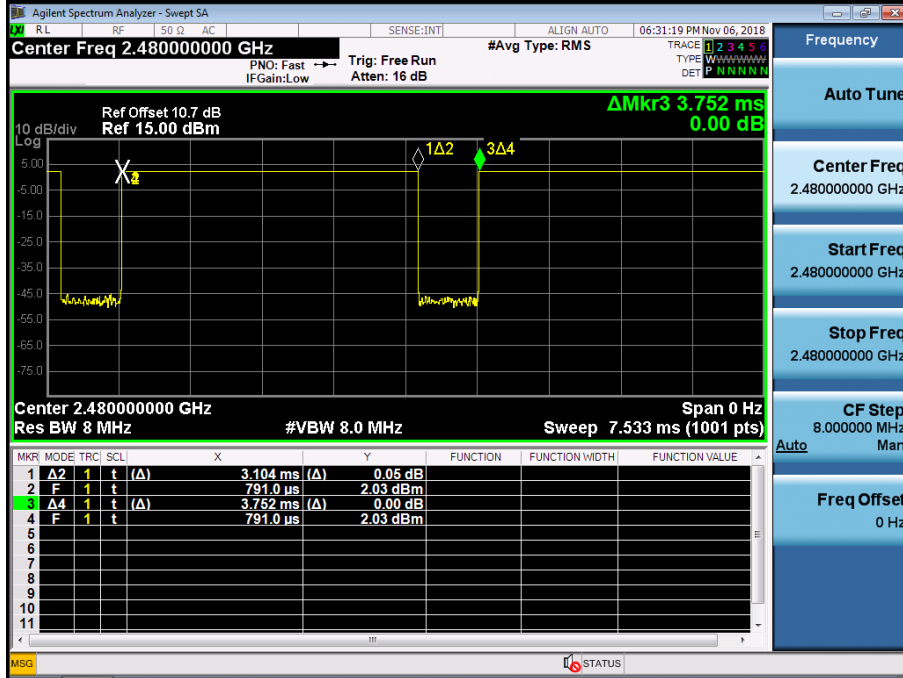 Agilent Spectrum Analyzer - Swept SA
LXI RL RF 50 Ω AC SENSE:INT ALIGN AUTO 06:31:19 PM Nov 06, 2018
Center Freq 2.480000000 GHz #Avg Type: RMS TRACE 1 2 3 4 5 6
PNO: Fast Trig: Free Run TYPE WWWWWW
IFGain:Low Atten: 16 dB DET P N N N N N
Frequency
Auto Tune
Center Freq
2.480000000 GHz
Start Freq
2.480000000 GHz
Stop Freq
2.480000000 GHz
CF Step
8.000000 MHz
Auto Man
Freq Offset
0 Hz
ΔMkr3 3.752 ms
0.00 dB
Ref Offset 10.7 dB
10 dB/div Ref 15.00 dBm
Log
1Δ2 3Δ4
5.00
-5.00
-15.0
-25.0
-35.0
-45.0
-55.0
-65.0
-75.0
Center 2.480000000 GHz Span 0 Hz
Res BW 8 MHz #VBW 8.0 MHz Sweep 7.533 ms (1001 pts)
MKR MODE TRC SCL X Y FUNCTION FUNCTION WIDTH FUNCTION VALUE
1 Δ2 1 t (Δ) 3.104 ms (Δ) 0.05 dB
2 F 1 t 791.0 µs 2.03 dBm
3 Δ4 1 t (Δ) 3.752 ms (Δ) 0.00 dB
4 F 1 t 791.0 µs 2.03 dBm
5
6
7
8
9
10
11
MSG STATUS